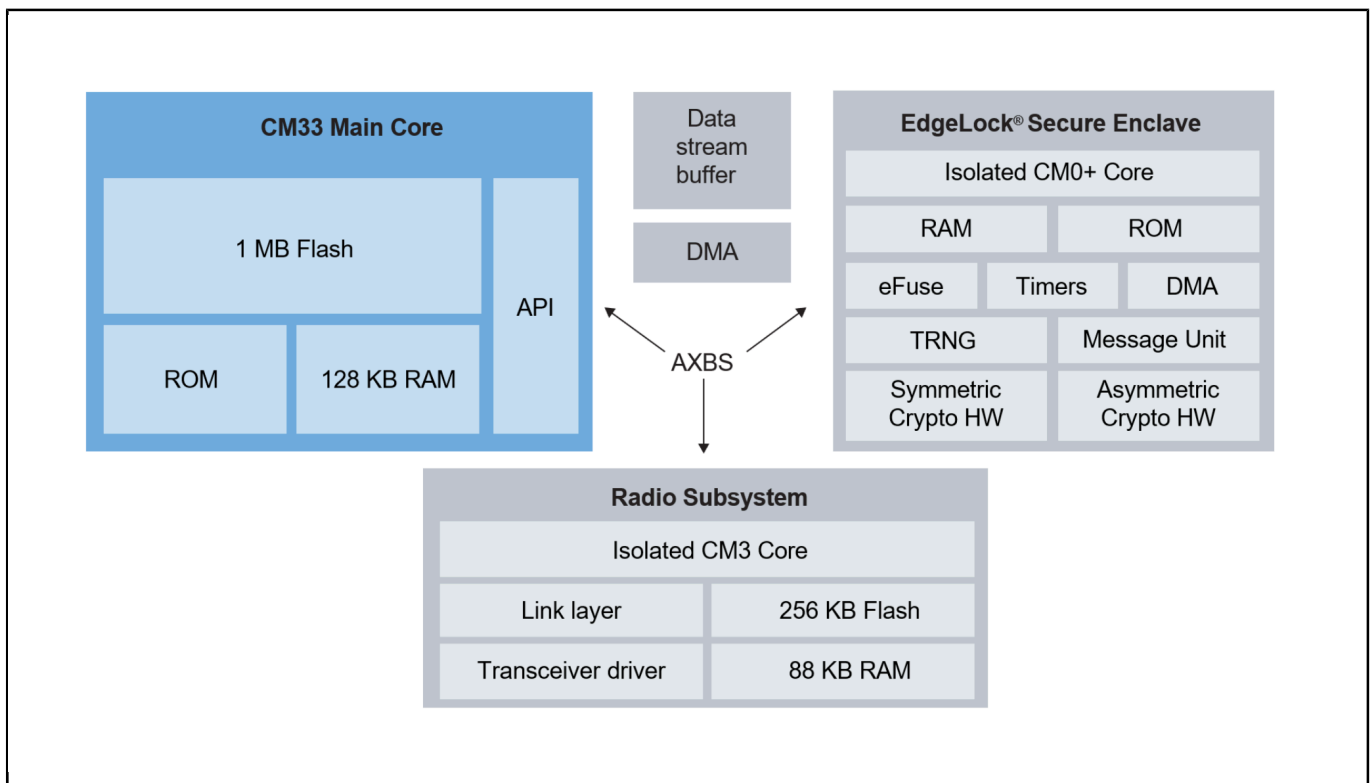 CM33 Main Core
1 MB Flash
API
ROM
128 KB RAM
Data
stream
buffer
DMA
AXBS
EdgeLock® Secure Enclave
Isolated CM0+ Core
RAM
ROM
eFuse
Timers
DMA
TRNG
Message Unit
Symmetric
Crypto HW
Asymmetric
Crypto HW
Radio Subsystem
Isolated CM3 Core
Link layer
256 KB Flash
Transceiver driver
88 KB RAM